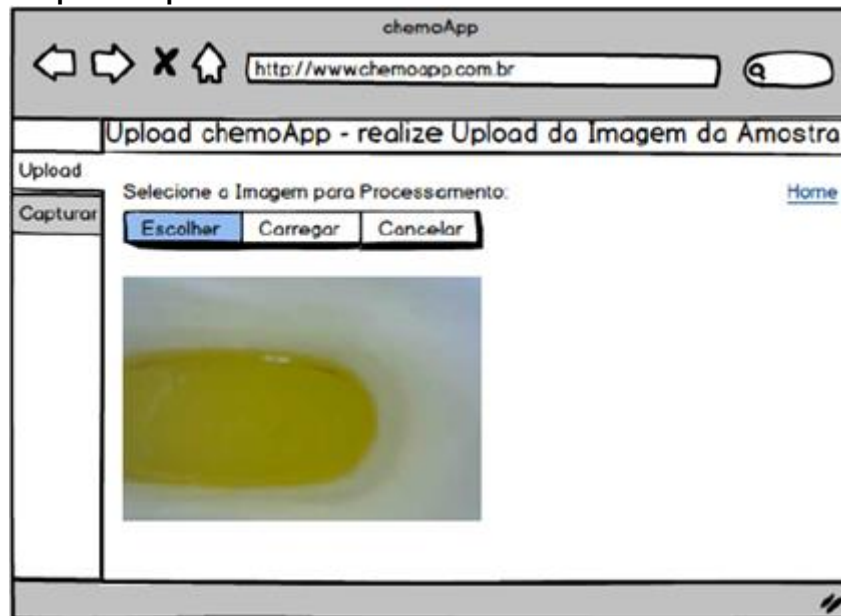 chemoApp
http://www.chemoapp.com.br
Upload chemoApp - realize Upload da Imagem da Amostra
Upload
Selecione a Imagem para Processamento:
Home
Capturar
Escolher
Carregar
Cancelar